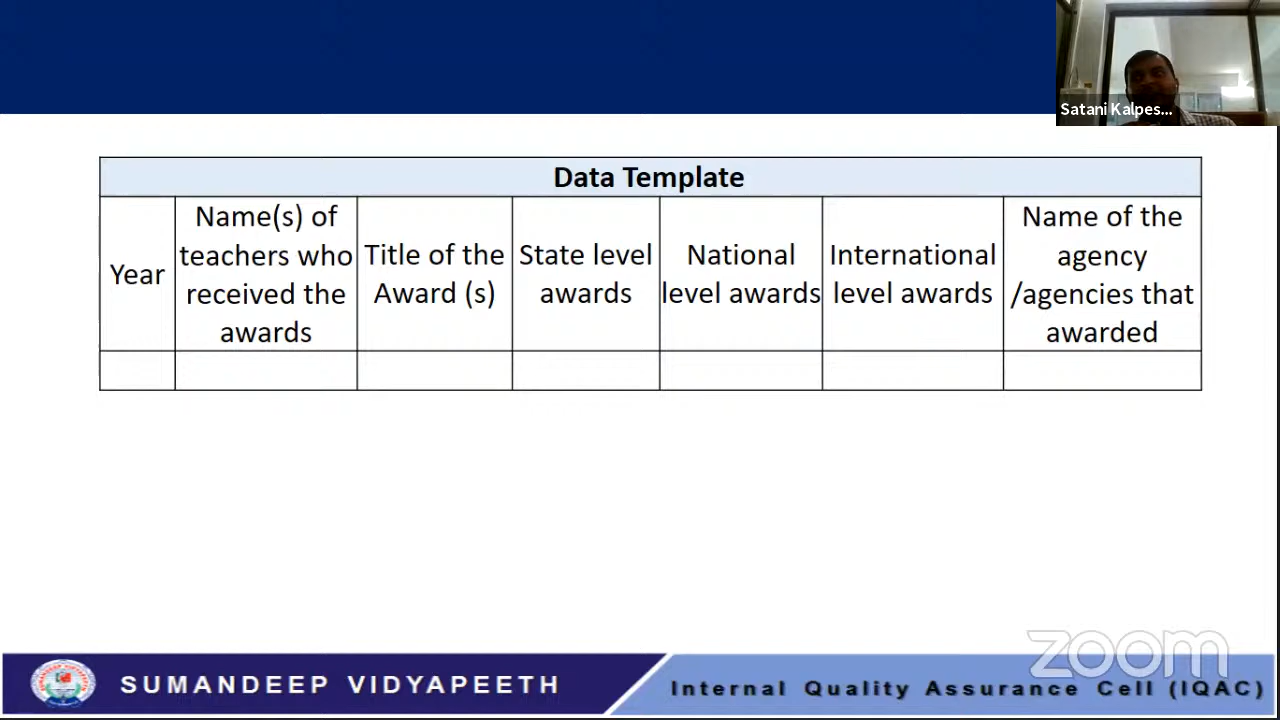 Satani Kalpes...
Data Template
Year
Name(s) of
teachers who
received the
awards
Title of the
Award (s)
State level
awards
National
level awards
International
level awards
Name of the
agency
/agencies that
awarded
zoom
SUMANDEEP VIDYAPEETH
Internal Quality Assurance Cell (IQAC)